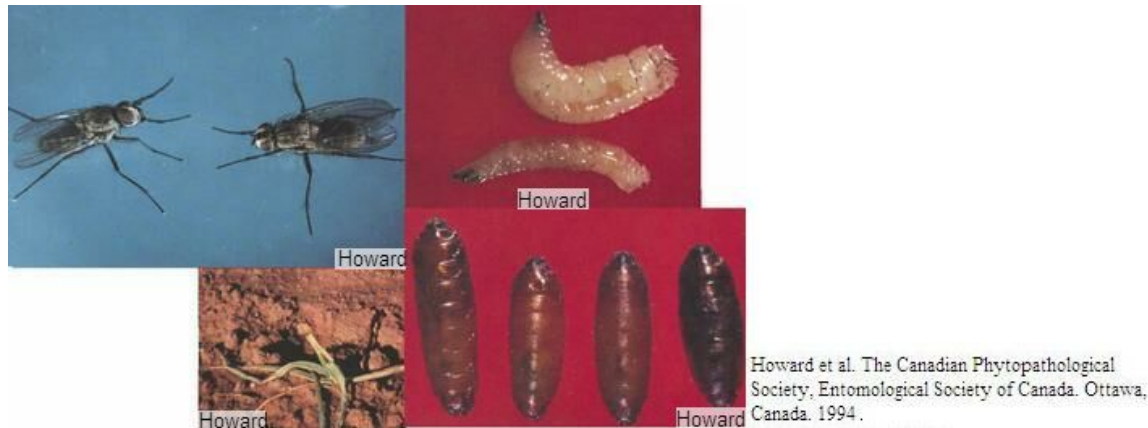 Howard
Howard
Howard
Howard
Howard et al. The Canadian Phytopathological
Society, Entomological Society of Canada. Ottawa,
Canada. 1994.